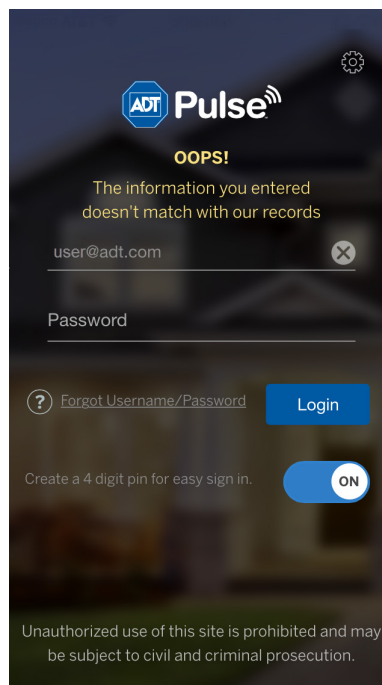 ADT Pulse
OOPS!
The information you entered
doesn't match with our records
user@adt.com
Password
? Forgot Username/Password
Login
Create a 4 digit pin for easy sign in.
ON
Unauthorized use of this site is prohibited and may
be subject to civil and criminal prosecution.